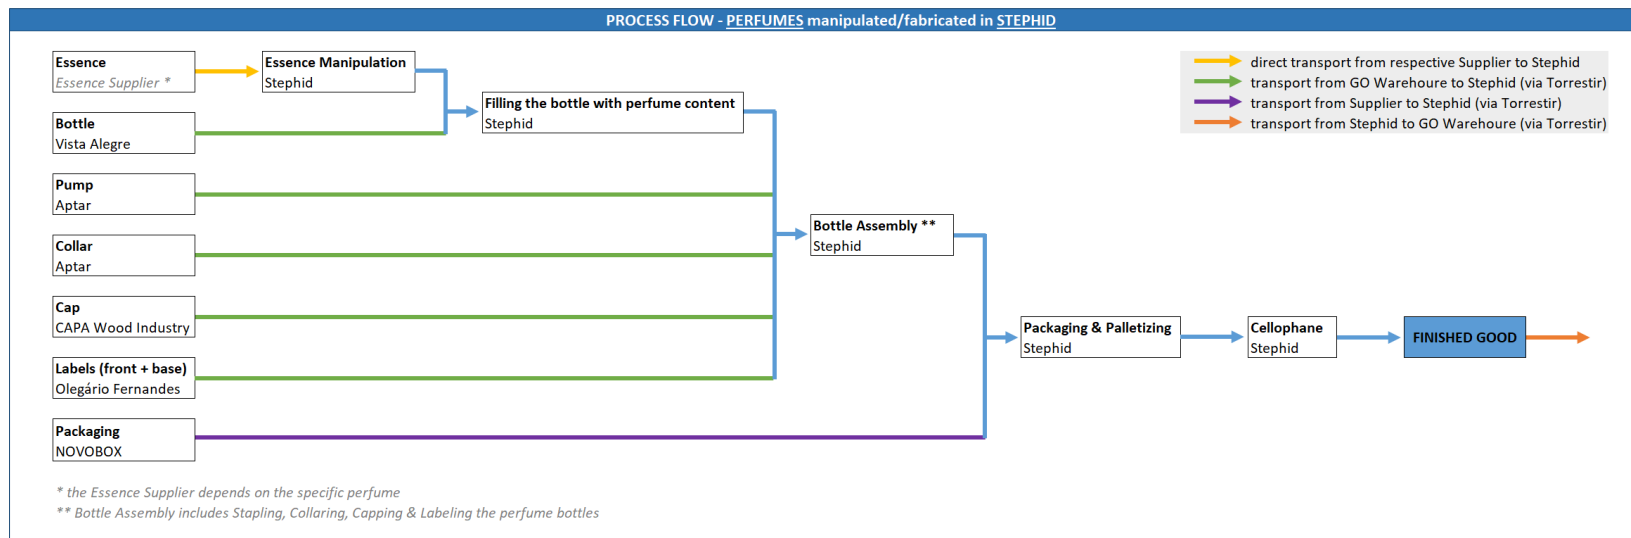 PROCESS FLOW - PERFUMES manipulated/fabricated in STEPHID
Essence
Essence Supplier *
Essence Manipulation
Stephid
Bottle
Vista Alegre
Filling the bottle with perfume content
Stephid
Pump
Aptar
Collar
Aptar
Cap
CAPA Wood Industry
Labels (front + base)
Olegário Fernandes
Packaging
NOVOBOX
Bottle Assembly **
Stephid
Packaging & Palletizing
Stephid
Cellophane
Stephid
FINISHED GOOD
direct transport from respective Supplier to Stephid
transport from GO Warehoure to Stephid (via Torrestir)
transport from Supplier to Stephid (via Torrestir)
transport from Stephid to GO Warehoure (via Torrestir)
* the Essence Supplier depends on the specific perfume
** Bottle Assembly includes Stapling, Collaring, Capping & Labeling the perfume bottles